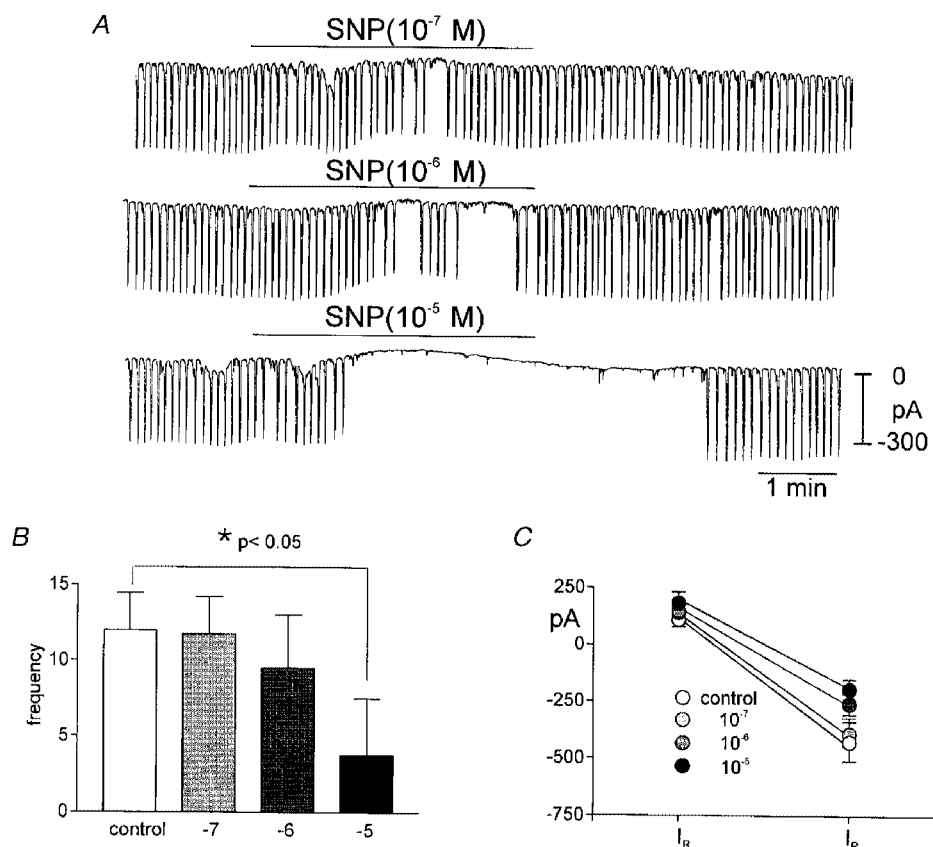 A
SNP(10⁻⁷ M)
SNP(10⁻⁶ M)
SNP(10⁻⁵ M)
0
pA
-300
1 min
B
* p< 0.05
15
10
5
0
frequency
control -7 -6 -5
C
250
pA
0
-250
-500
-750
control
10⁻⁷
10⁻⁶
10⁻⁵
I_R I_P